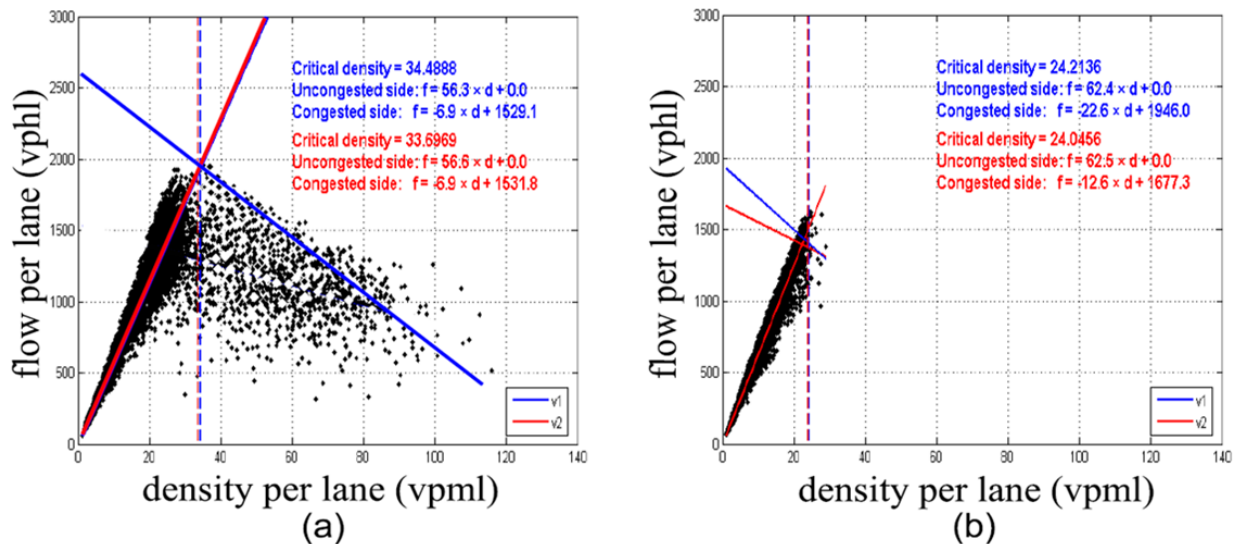 3000
2500
2000
1500
1000
500
0
0 20 40 60 80 100 120 140
flow per lane (vphl)
density per lane (vpml)
Critical density = 34.4888
Uncongested side: f = 56.3 × d + 0.0
Congested side: f = -6.9 × d + 1529.1
Critical density = 33.6969
Uncongested side: f = 56.6 × d + 0.0
Congested side: f = -6.9 × d + 1531.8
v1
v2
(a)
3000
2500
2000
1500
1000
500
0
0 20 40 60 80 100 120 140
flow per lane (vphl)
density per lane (vpml)
Critical density = 24.2136
Uncongested side: f = 62.4 × d + 0.0
Congested side: f = -22.6 × d + 1946.0
Critical density = 24.0456
Uncongested side: f = 62.5 × d + 0.0
Congested side: f = -12.6 × d + 1677.3
v1
v2
(b)